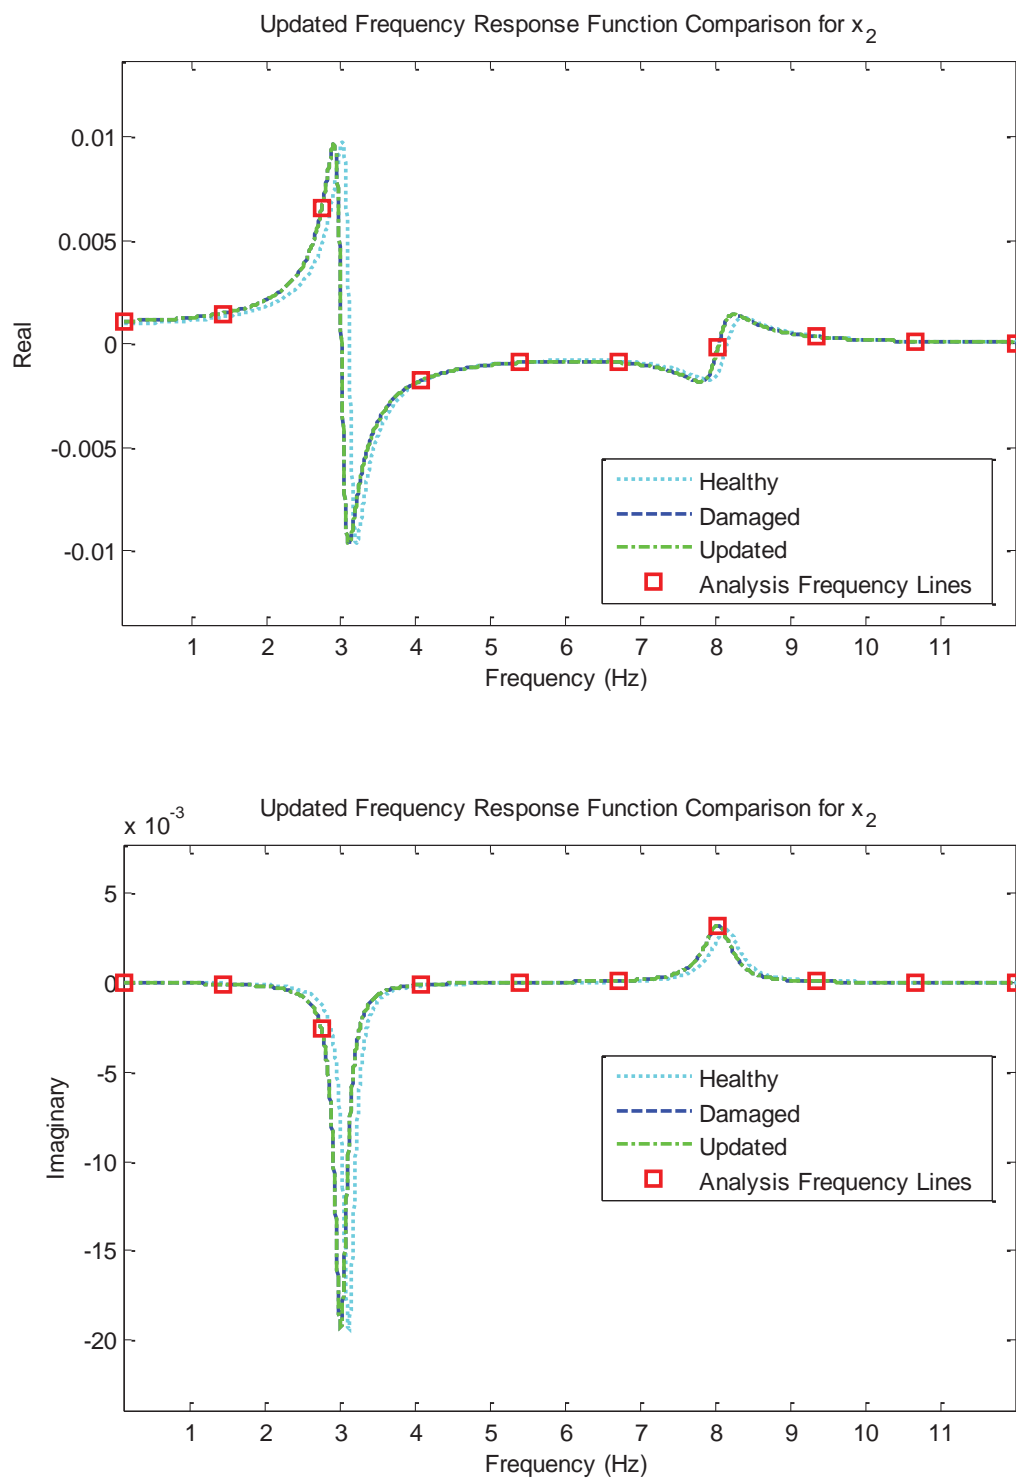 Updated Frequency Response Function Comparison for x_2
0.01
0.005
0
-0.005
-0.01
Real
Healthy
Damaged
Updated
Analysis Frequency Lines
1 2 3 4 5 6 7 8 9 10 11
Frequency (Hz)
Updated Frequency Response Function Comparison for x_2
x 10^-3
5
0
-5
-10
-15
-20
Imaginary
Healthy
Damaged
Updated
Analysis Frequency Lines
1 2 3 4 5 6 7 8 9 10 11
Frequency (Hz)